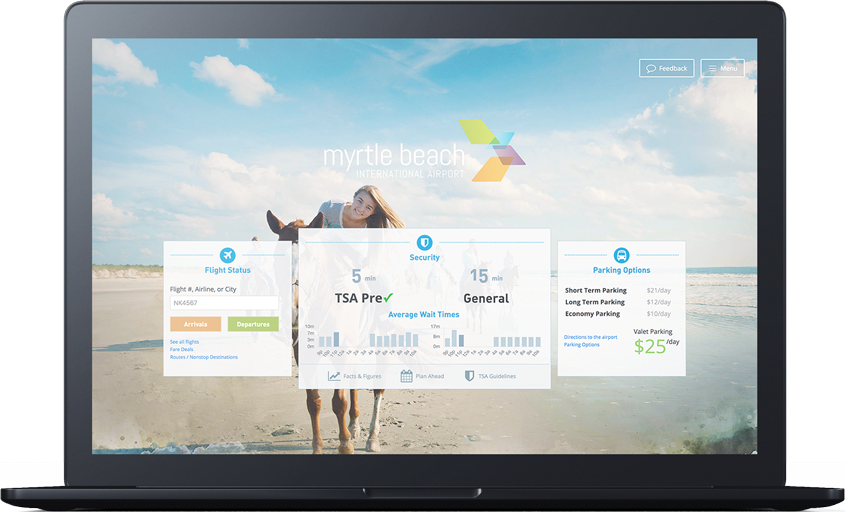 Feedback
Menu
myrtle beach
INTERNATIONAL AIRPORT
Flight Status
Flight #, Airline, or City
NK4567
Arrivals
Departures
See all flights
Fare Deals
Routes / Nonstop Destinations
Security
5 min
TSA Pre✓
15 min
General
Average Wait Times
10m
7m
3m
0m
17m
8m
0m
Facts & Figures
Plan Ahead
TSA Guidelines
Parking Options
Short Term Parking $21/day
Long Term Parking $12/day
Economy Parking $10/day
Directions to the airport
Parking Options
Valet Parking
$25/day